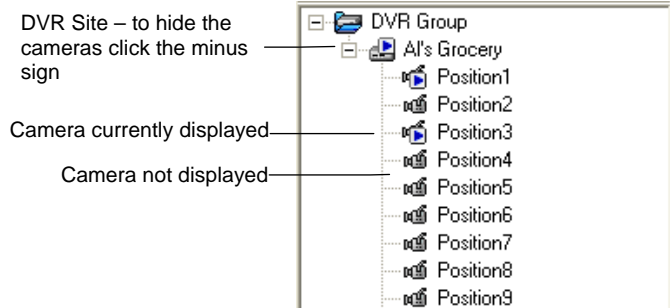 DVR Site – to hide the
cameras click the minus
sign
Camera currently displayed
Camera not displayed
DVR Group
Al's Grocery
Position1
Position2
Position3
Position4
Position5
Position6
Position7
Position8
Position9